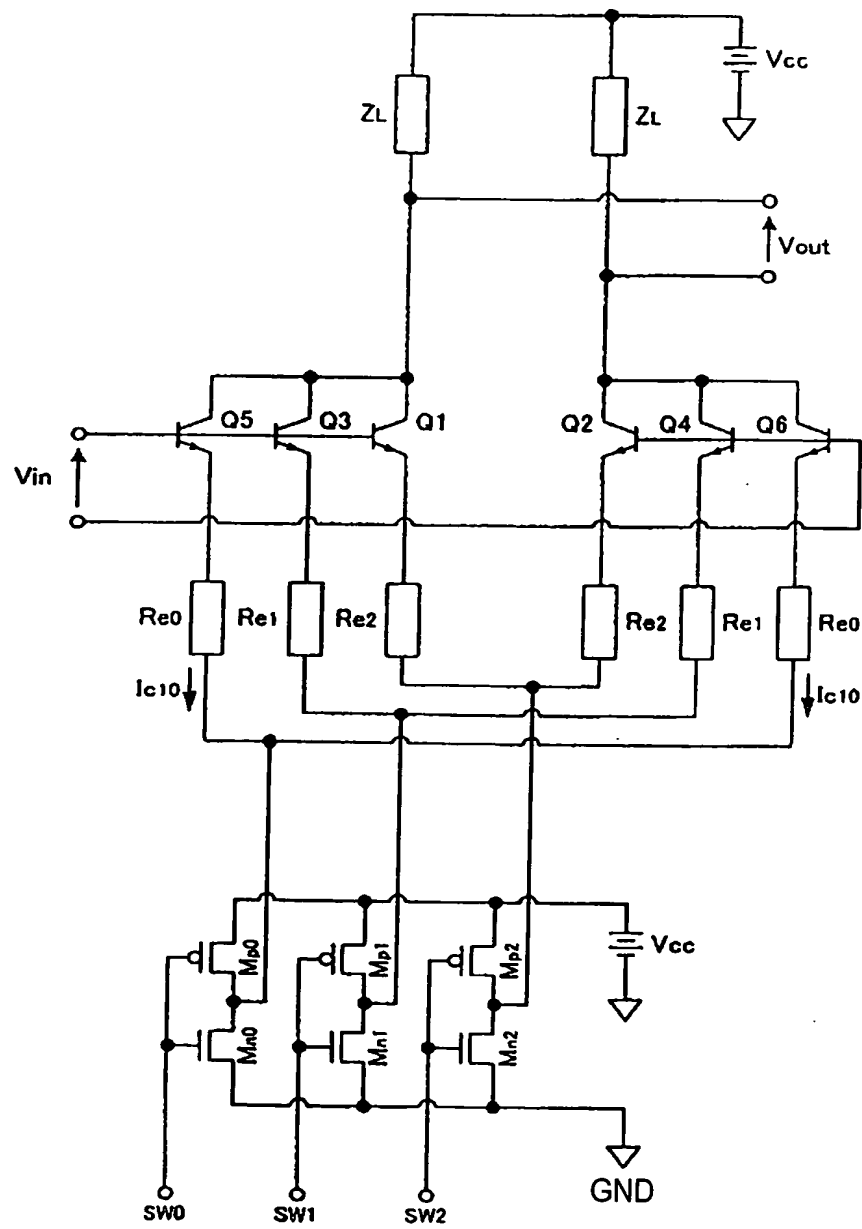 Vcc
ZL
ZL
Vout
Q5
Q3
Q1
Q2
Q4
Q6
Vin
Re0
Re1
Re2
Re2
Re1
Re0
Ic10
Ic10
Mp0
Mp1
Mp2
Vcc
Mn0
Mn1
Mn2
GND
SW0
SW1
SW2